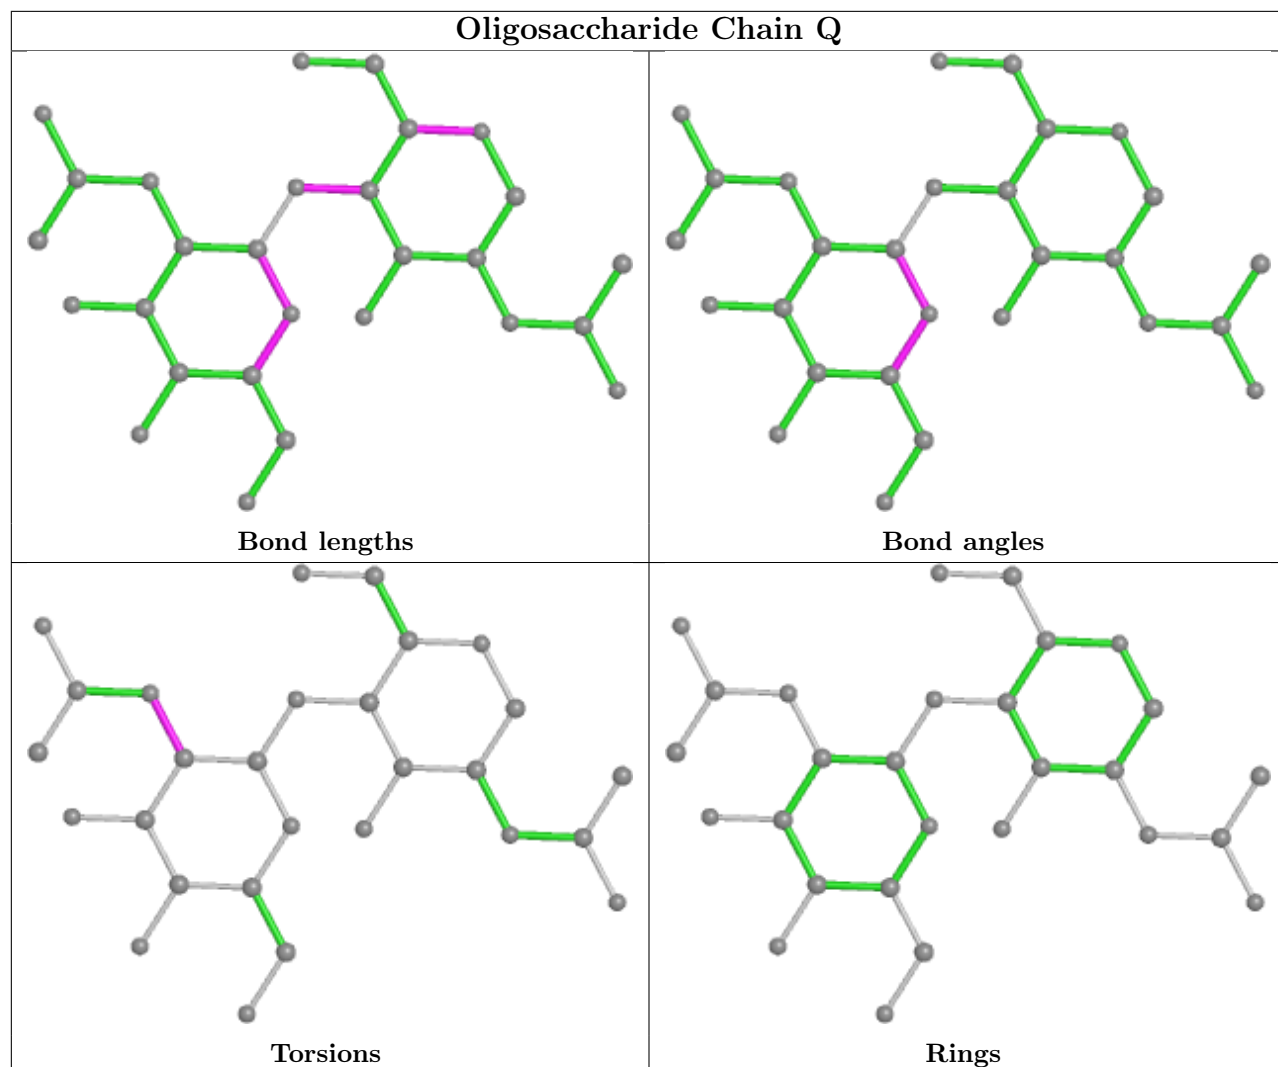 Oligosaccharide Chain Q
Bond lengths
Bond angles
Torsions
Rings